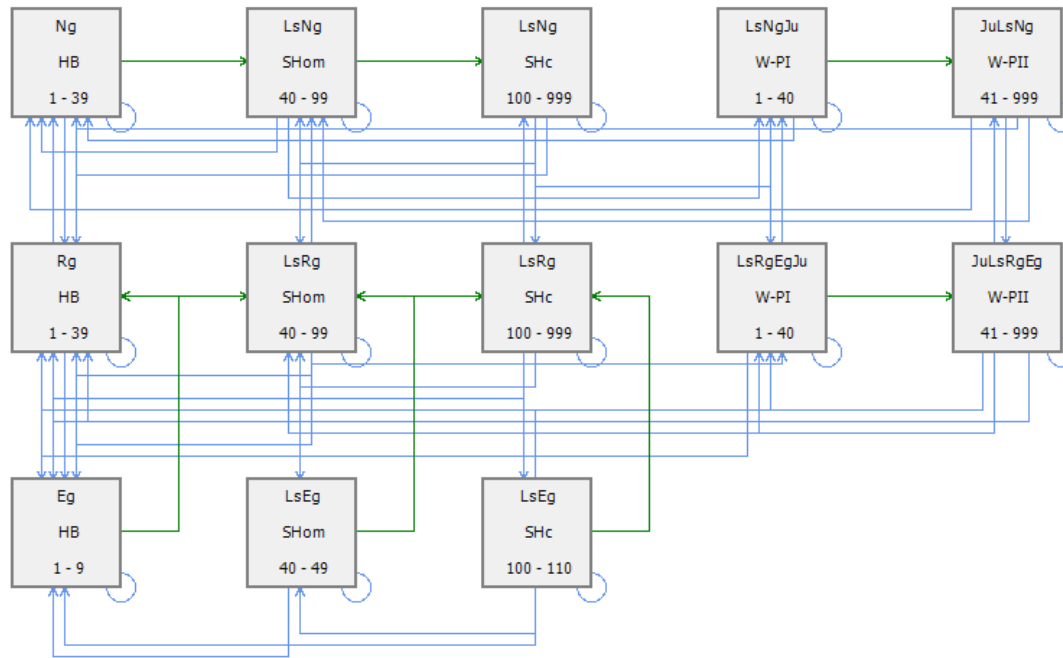 Ng
HB
1 - 39
LsNg
SHom
40 - 99
LsNg
SHc
100 - 999
LsNgJu
W-PI
1 - 40
JuLsNg
W-PII
41 - 999
Rg
HB
1 - 39
LsRg
SHom
40 - 99
LsRg
SHc
100 - 999
LsRgEgJu
W-PI
1 - 40
JuLsRgEg
W-PII
41 - 999
Eg
HB
1 - 9
LsEg
SHom
40 - 49
LsEg
SHc
100 - 110